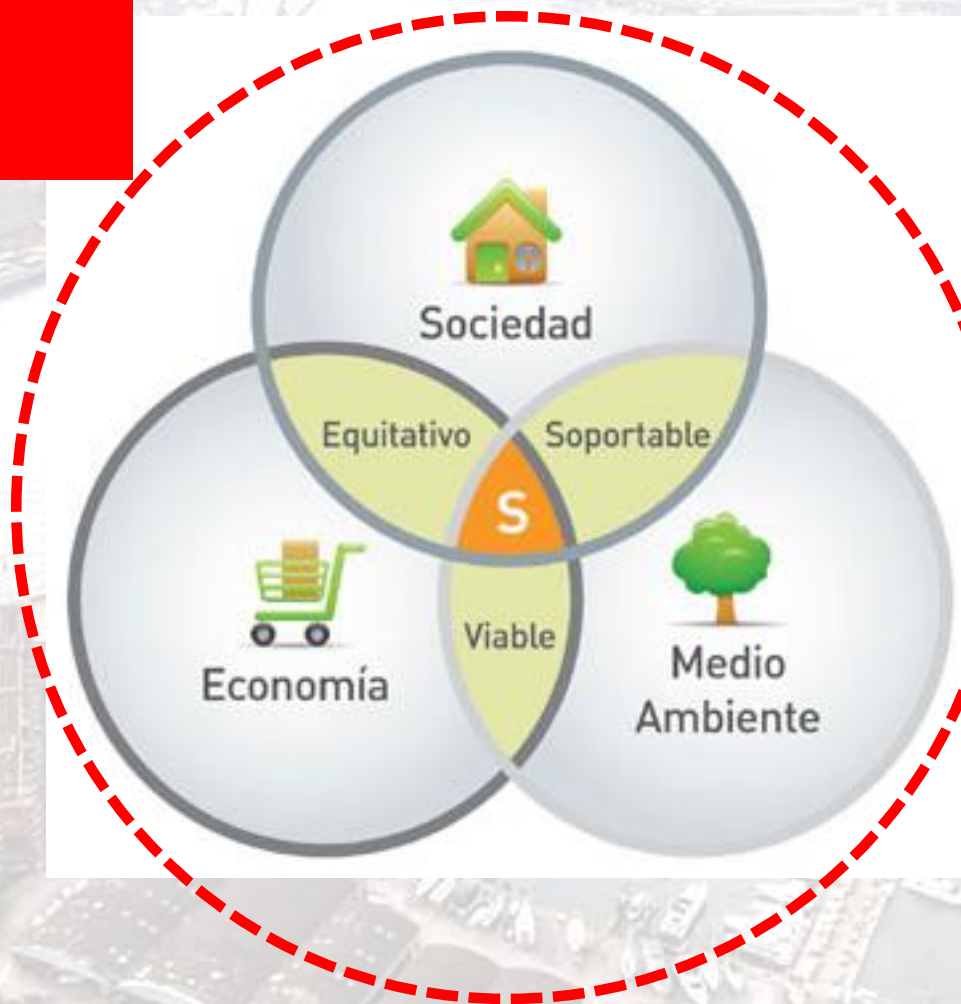 Sociedad
Equitativo
Soportable
S
Viable
Economía
Medio
Ambiente